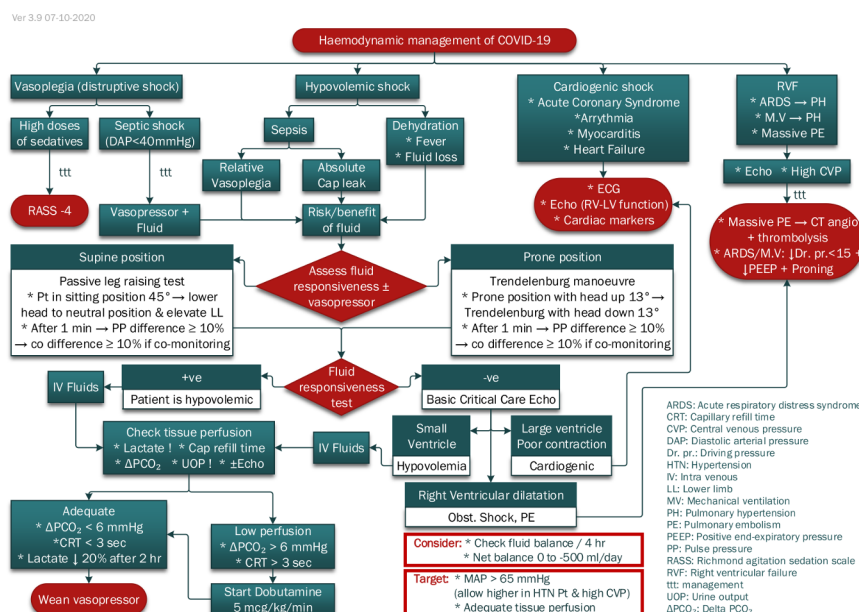 Ver 3.9 07-10-2020
Haemodynamic management of COVID-19
Vasoplegia (disruptive shock)
High doses
of sedatives
ttt
RASS -4
Septic shock
(DAP<40mmHg)
ttt
Vasopressor +
Fluid
Hypovolemic shock
Sepsis
Relative
Vasoplegia
Absolute
Cap leak
Dehydration
* Fever
* Fluid loss
Risk/benefit
of fluid
Cardiogenic shock
* Acute Coronary Syndrome
*Arrythmia
* Myocarditis
* Heart Failure
* ECG
* Echo (RV-LV function)
* Cardiac markers
RVF
* ARDS → PH
* M.V → PH
* Massive PE
* Echo * High CVP
ttt
* Massive PE → CT angio
+ thrombolysis
* ARDS/M.V: ↓Dr. pr.<15 +
↓PEEP + Proning
Assess fluid
responsiveness ±
vasopressor
Supine position
Passive leg raising test
* Pt in sitting position 45° → lower
head to neutral position & elevate LL
* After 1 min → PP difference ≥ 10%
→ co difference ≥ 10% if co-monitoring
Prone position
Trendelenburg manoeuvre
* Prone position with head up 13° →
Trendelenburg with head down 13°
* After 1 min → PP difference ≥ 10%
→ co difference ≥ 10% if co-monitoring
Fluid
responsiveness
test
+ve
Patient is hypovolemic
IV Fluids
-ve
Basic Critical Care Echo
Small
Ventricle
Hypovolemia
IV Fluids
Large ventricle
Poor contraction
Cardiogenic
Right Ventricular dilatation
Obst. Shock, PE
Check tissue perfusion
* Lactate ! * Cap refill time
* ΔPCO₂ * UOP ! * ±Echo
Adequate
* ΔPCO₂ < 6 mmHg
*CRT < 3 sec
* Lactate ↓ 20% after 2 hr
Wean vasopressor
Low perfusion
* ΔPCO₂ > 6 mmHg
* CRT > 3 sec
Start Dobutamine
5 mcg/kg/min
Consider: * Check fluid balance / 4 hr
* Net balance 0 to -500 ml/day
Target: * MAP > 65 mmHg
(allow higher in HTN Pt & high CVP)
* Adequate tissue perfusion
ARDS: Acute respiratory distress syndrome
CRT: Capillary refill time
CVP: Central venous pressure
DAP: Diastolic arterial pressure
Dr. pr.: Driving pressure
HTN: Hypertension
IV: Intra venous
LL: Lower limb
MV: Mechanical ventilation
PH: Pulmonary hypertension
PE: Pulmonary embolism
PEEP: Positive end-expiratory pressure
PP: Pulse pressure
RASS: Richmond agitation sedation scale
RVF: Right ventricular failure
ttt: management
UOP: Urine output
ΔPCO₂: Delta PCO₂